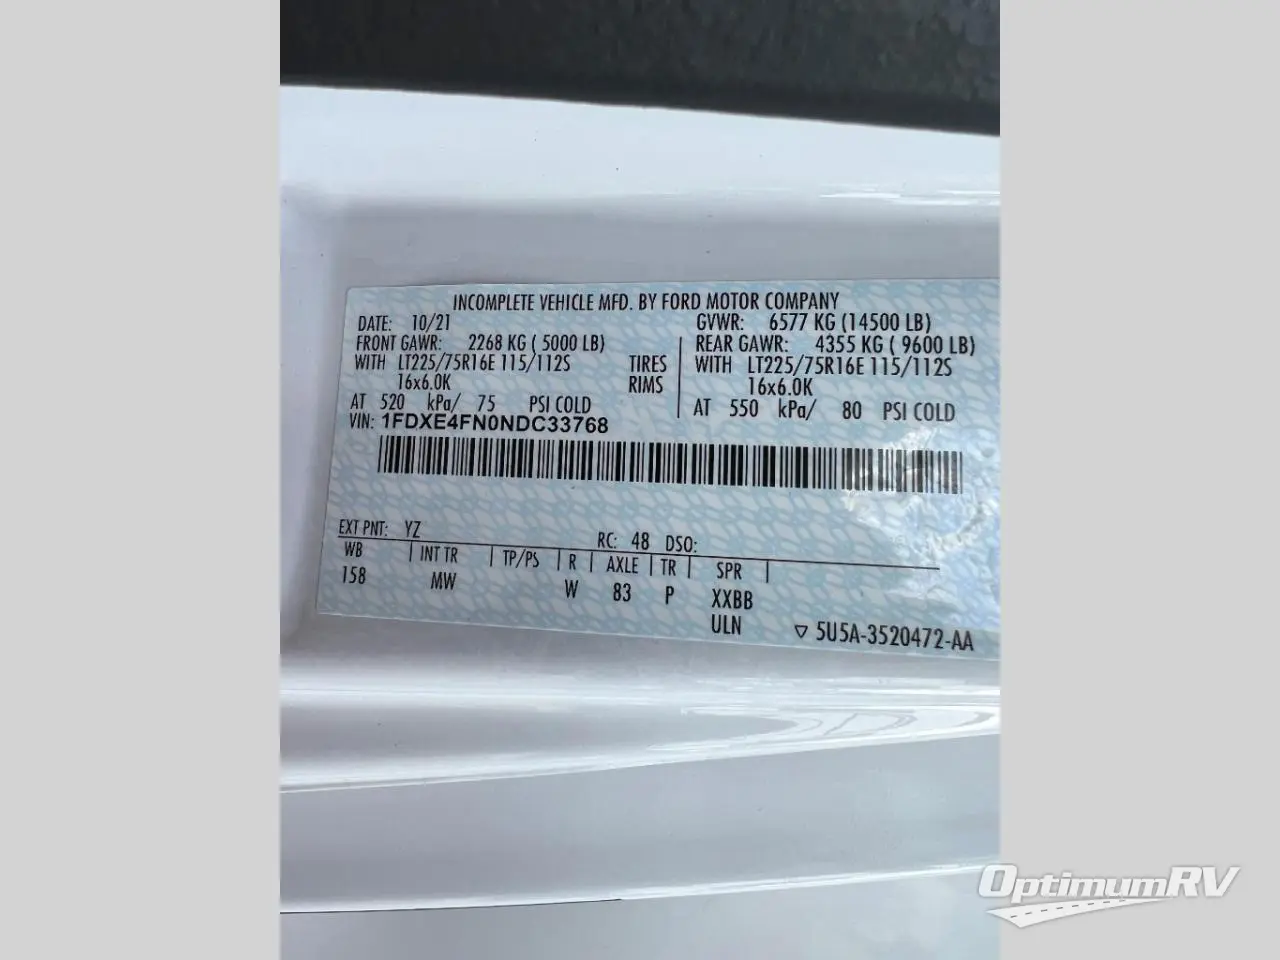 INCOMPLETE VEHICLE MFD. BY FORD MOTOR COMPANY
DATE: 10/21 GVWR: 6577 KG (14500 LB)
FRONT GAWR: 2268 KG ( 5000 LB) REAR GAWR: 4355 KG ( 9600 LB)
WITH LT225/75R16E 115/112S TIRES WITH LT225/75R16E 115/112S
16x6.0K RIMS 16x6.0K
AT 520 kPa/ 75 PSI COLD AT 550 kPa/ 80 PSI COLD
VIN: 1FDXE4FN0NDC33768
EXT PNT: YZ RC: 48 DSO:
WB INT TR TP/PS R AXLE TR SPR
158 MW W 83 P XXBB
ULN ▽ 5U5A-3520472-AA
OptimumRV